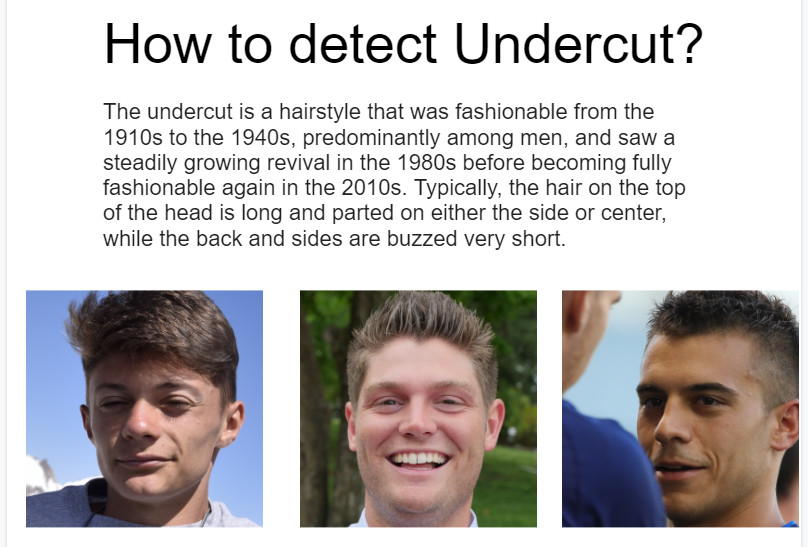 How to detect Undercut?
The undercut is a hairstyle that was fashionable from the
1910s to the 1940s, predominantly among men, and saw a
steadily growing revival in the 1980s before becoming fully
fashionable again in the 2010s. Typically, the hair on the top
of the head is long and parted on either the side or center,
while the back and sides are buzzed very short.